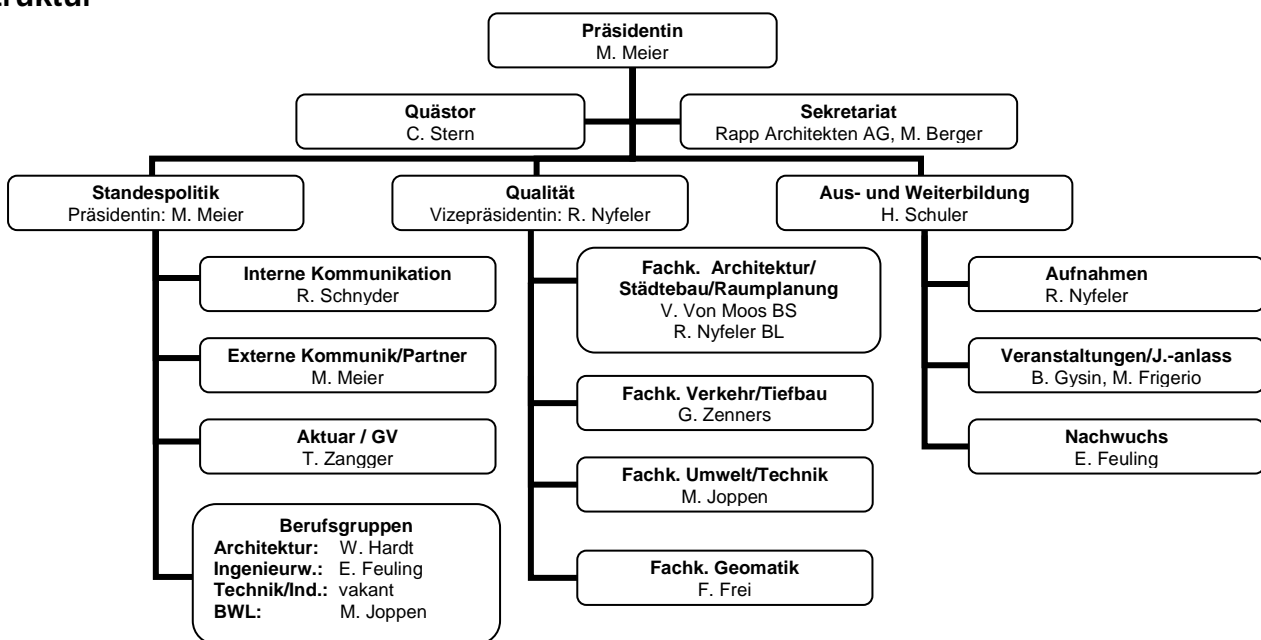 Präsidentin
M. Meier
Quästor
C. Stern
Sekretariat
Rapp Architekten AG, M. Berger
Standespolitik
Präsidentin: M. Meier
Qualität
Vizepräsidentin: R. Nyfeler
Aus- und Weiterbildung
H. Schuler
Interne Kommunikation
R. Schnyder
Externe Kommunik/Partner
M. Meier
Aktuar / GV
T. Zangger
Berufsgruppen
Architektur: W. Hardt
Ingenieurw.: E. Feuling
Technik/Ind.: vakant
BWL: M. Joppen
Fachk. Architektur/
Städtebau/Raumplanung
V. Von Moos BS
R. Nyfeler BL
Fachk. Verkehr/Tiefbau
G. Zenners
Fachk. Umwelt/Technik
M. Joppen
Fachk. Geomatik
F. Frei
Aufnahmen
R. Nyfeler
Veranstaltungen/J.-anlass
B. Gysin, M. Frigerio
Nachwuchs
E. Feuling